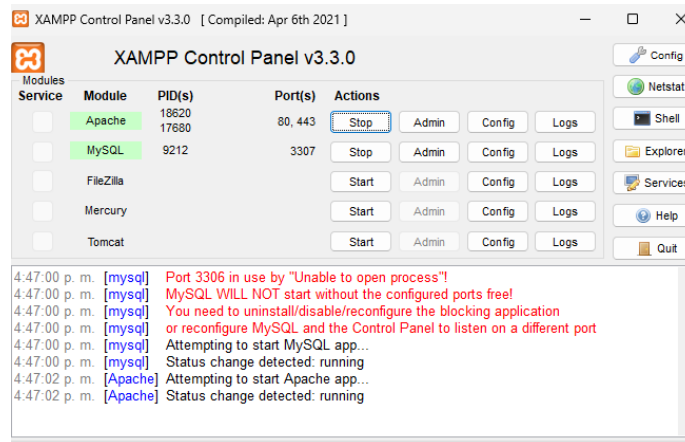 XAMPP Control Panel v3.3.0 [ Compiled: Apr 6th 2021 ]
XAMPP Control Panel v3.3.0
Config
Modules
Service Module PID(s) Port(s) Actions
Netstat
Apache 18620 17680 80, 443 Stop Admin Config Logs
Shell
MySQL 9212 3307 Stop Admin Config Logs
Explorer
FileZilla Start Admin Config Logs
Services
Mercury Start Admin Config Logs
Help
Tomcat Start Admin Config Logs
Quit
4:47:00 p. m. [mysql] Port 3306 in use by "Unable to open process"!
4:47:00 p. m. [mysql] MySQL WILL NOT start without the configured ports free!
4:47:00 p. m. [mysql] You need to uninstall/disable/reconfigure the blocking application
4:47:00 p. m. [mysql] or reconfigure MySQL and the Control Panel to listen on a different port
4:47:00 p. m. [mysql] Attempting to start MySQL app...
4:47:00 p. m. [mysql] Status change detected: running
4:47:02 p. m. [Apache] Attempting to start Apache app...
4:47:02 p. m. [Apache] Status change detected: running